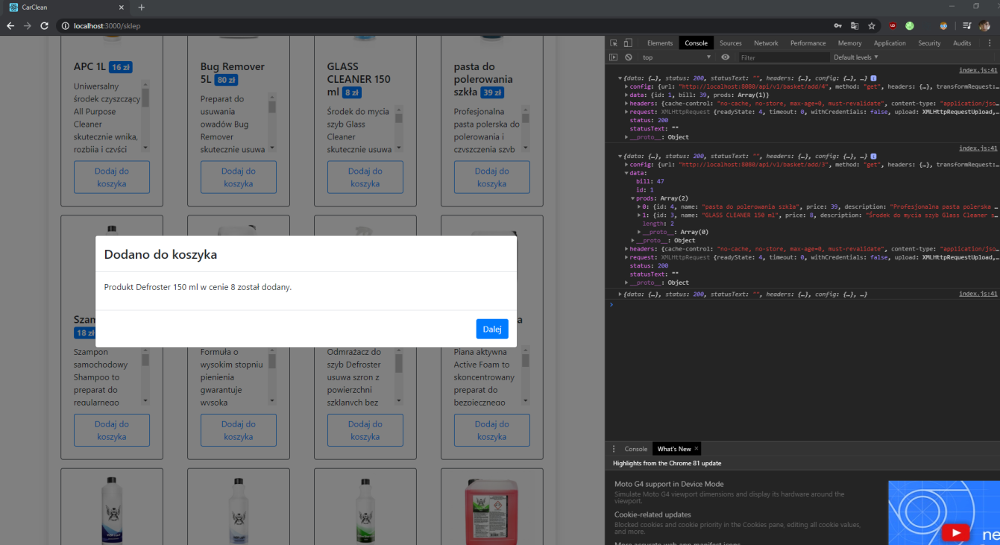 CarClean
localhost:3000/sklep
APC 1L 16 zł
Uniwersalny
środek czyszczący
All Purpose
Cleaner
skutecznie wnika,
rozbija i czyści
Dodaj do
koszyka
Bug Remover
5L 80 zł
Preparat do
usuwania
owadów Bug
Remover
skutecznie usuwa
Dodaj do
koszyka
GLASS
CLEANER 150
ml 8 zł
Środek do mycia
szyb Glass
Cleaner
skutecznie usuwa
Dodaj do
koszyka
pasta do
polerowania
szkła 39 zł
Profesjonalna
pasta polerska do
polerowania i
czyszczenia szyb
Dodaj do
koszyka
Dodano do koszyka
Produkt Defroster 150 ml w cenie 8 został dodany.
Dalej
18 zł
Szampon
samochodowy
Shampoo to
preparat do
regularnego
Dodaj do
koszyka
Formuła o
wysokim stopniu
pienienia
gwarantuje
wysoką
Dodaj do
koszyka
Odmrażacz do
szyb Defroster
usuwa szron z
powierzchni
szklanych bez
Dodaj do
koszyka
Piana aktywna
Active Foam to
skoncentrowany
preparat do
bezpiecznego
Dodaj do
koszyka
Elements Console Sources Network Performance Memory Application Security Audits
top Filter Default levels
index.js:41
{data: {…}, status: 200, statusText: "", headers: {…}, config: {…}, …}
config: {url: "http://localhost:8080/api/v1/basket/add/4", method: "get", headers: {…}, transformRequest:…
data: {id: 1, bill: 39, prods: Array(1)}
headers: {cache-control: "no-cache, no-store, max-age=0, must-revalidate", content-type: "application/jso…
request: XMLHttpRequest {readyState: 4, timeout: 0, withCredentials: false, upload: XMLHttpRequestUpload,…
status: 200
statusText: ""
__proto__: Object
index.js:41
{data: {…}, status: 200, statusText: "", headers: {…}, config: {…}, …}
config: {url: "http://localhost:8080/api/v1/basket/add/3", method: "get", headers: {…}, transformRequest:…
data:
bill: 47
id: 1
prods: Array(2)
0: {id: 4, name: "pasta do polerowania szkła", price: 39, description: "Profesjonalna pasta polerska …
1: {id: 3, name: "GLASS CLEANER 150 ml", price: 8, description: "Środek do mycia szyb Glass Cleaner s…
length: 2
__proto__: Array(0)
__proto__: Object
headers: {cache-control: "no-cache, no-store, max-age=0, must-revalidate", content-type: "application/jso…
request: XMLHttpRequest {readyState: 4, timeout: 0, withCredentials: false, upload: XMLHttpRequestUpload,…
status: 200
statusText: ""
__proto__: Object
{data: {…}, status: 200, statusText: "", headers: {…}, config: {…}, …} index.js:41
Console What's New
Highlights from the Chrome 81 update
Moto G4 support in Device Mode
Simulate Moto G4 viewport dimensions and display its hardware around the
viewport.
Cookie-related updates
Blocked cookies and cookie priority in the Cookies pane, editing all cookie values,
and more.
More accurate web app manifest icons
ne